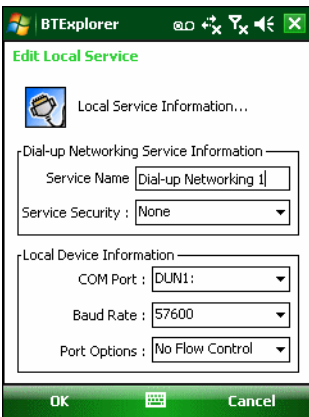 BTExplorer
Edit Local Service
Local Service Information...
Dial-up Networking Service Information
Service Name Dial-up Networking 1
Service Security : None
Local Device Information
COM Port : DUN1:
Baud Rate : 57600
Port Options : No Flow Control
OK Cancel